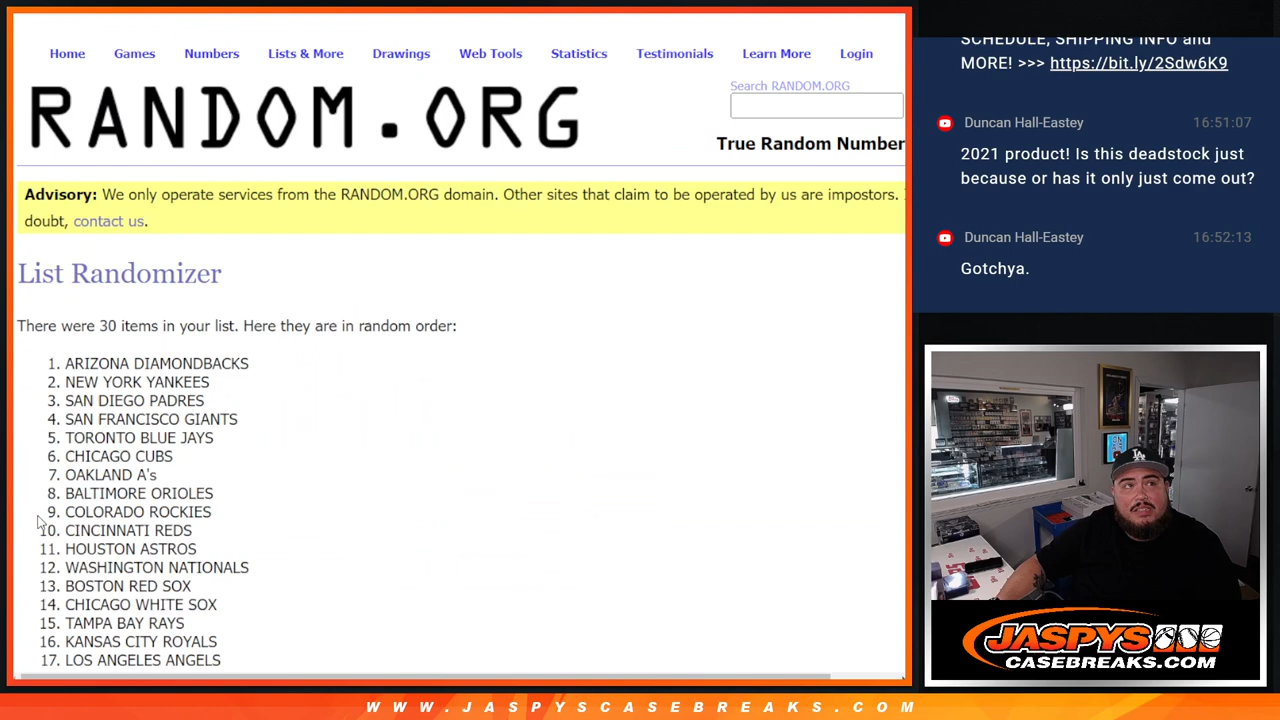 Home Games Numbers Lists & More Drawings Web Tools Statistics Testimonials Learn More Login
RANDOM.ORG
Search RANDOM.ORG
True Random Number
Advisory: We only operate services from the RANDOM.ORG domain. Other sites that claim to be operated by us are impostors.
doubt, contact us.
List Randomizer
There were 30 items in your list. Here they are in random order:
1. ARIZONA DIAMONDBACKS
2. NEW YORK YANKEES
3. SAN DIEGO PADRES
4. SAN FRANCISCO GIANTS
5. TORONTO BLUE JAYS
6. CHICAGO CUBS
7. OAKLAND A's
8. BALTIMORE ORIOLES
9. COLORADO ROCKIES
10. CINCINNATI REDS
11. HOUSTON ASTROS
12. WASHINGTON NATIONALS
13. BOSTON RED SOX
14. CHICAGO WHITE SOX
15. TAMPA BAY RAYS
16. KANSAS CITY ROYALS
17. LOS ANGELES ANGELS
SCHEDULE, SHIPPING INFO and
MORE! >>> https://bit.ly/2Sdw6K9
Duncan Hall-Eastey 16:51:07
2021 product! Is this deadstock just
because or has it only just come out?
Duncan Hall-Eastey 16:52:13
Gotchya.
LA
JASPYS
CASEBREAKS.COM
WWW.JASPYSCASEBREAKS.COM